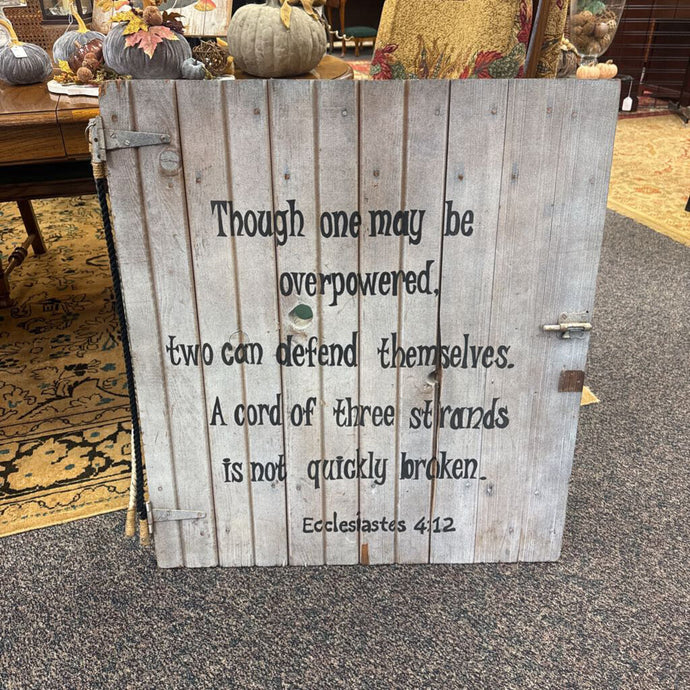 Though one may be
overpowered,
two can defend themselves.
A cord of three strands
is not quickly broken.
Ecclesiastes 4:12